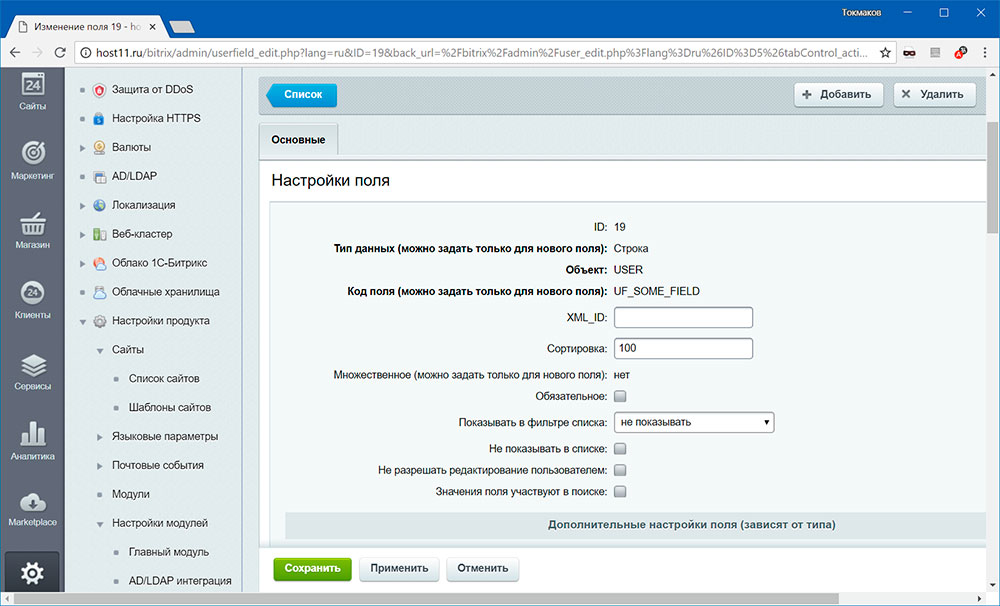 Токмаков
Изменение поля 19 - ho
host11.ru/bitrix/admin/userfield_edit.php?lang=ru&ID=19&back_url=%2Fbitrix%2Fadmin%2Fuser_edit.php%3Flang%3Dru%26ID%3D5%26tabControl_acti...
24
Сайты
Маркетинг
Магазин
24
Клиенты
Сервисы
Аналитика
Marketplace
Защита от DDoS
Настройка HTTPS
Валюты
AD/LDAP
Локализация
Веб-кластер
Облако 1С-Битрикс
Облачные хранилища
Настройки продукта
Сайты
Список сайтов
Шаблоны сайтов
Языковые параметры
Почтовые события
Модули
Настройки модулей
Главный модуль
AD/LDAP интеграция
Список
Добавить
Удалить
Основные
Настройки поля
ID: 19
Тип данных (можно задать только для нового поля): Строка
Объект: USER
Код поля (можно задать только для нового поля): UF_SOME_FIELD
XML_ID:
Сортировка: 100
Множественное (можно задать только для нового поля): нет
Обязательное:
Показывать в фильтре списка: не показывать
Не показывать в списке:
Не разрешать редактирование пользователем:
Значения поля участвуют в поиске:
Дополнительные настройки поля (зависят от типа)
Сохранить
Применить
Отменить